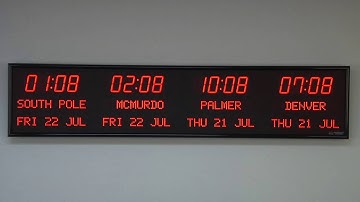 01:08 02:08 10:08 07:08
SOUTH POLE MCMURDO PALMER DENVER
FRI 22 JUL FRI 22 JUL THU 21 JUL THU 21 JUL